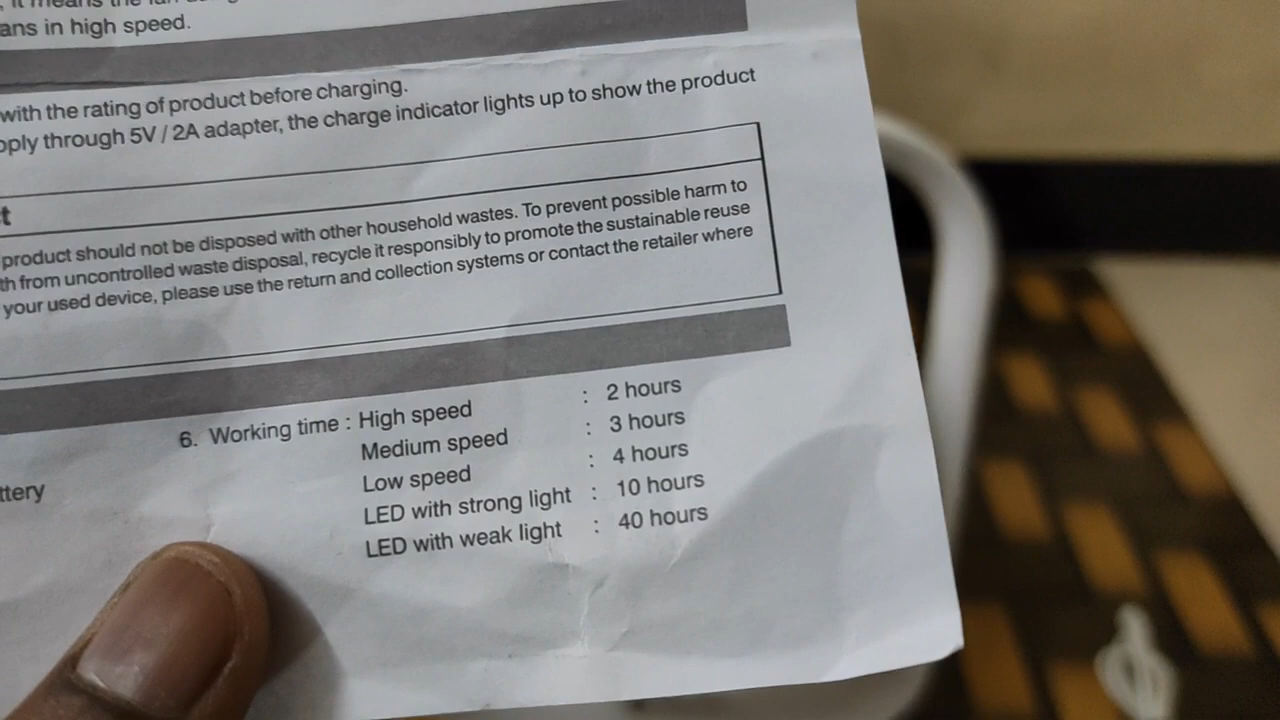 , it means the fan
ans in high speed.
with the rating of product before charging.
pply through 5V / 2A adapter, the charge indicator lights up to show the product
t
product should not be disposed with other household wastes. To prevent possible harm to
th from uncontrolled waste disposal, recycle it responsibly to promote the sustainable reuse
your used device, please use the return and collection systems or contact the retailer where
6. Working time : High speed : 2 hours
Medium speed : 3 hours
Low speed : 4 hours
ttery
LED with strong light : 10 hours
LED with weak light : 40 hours